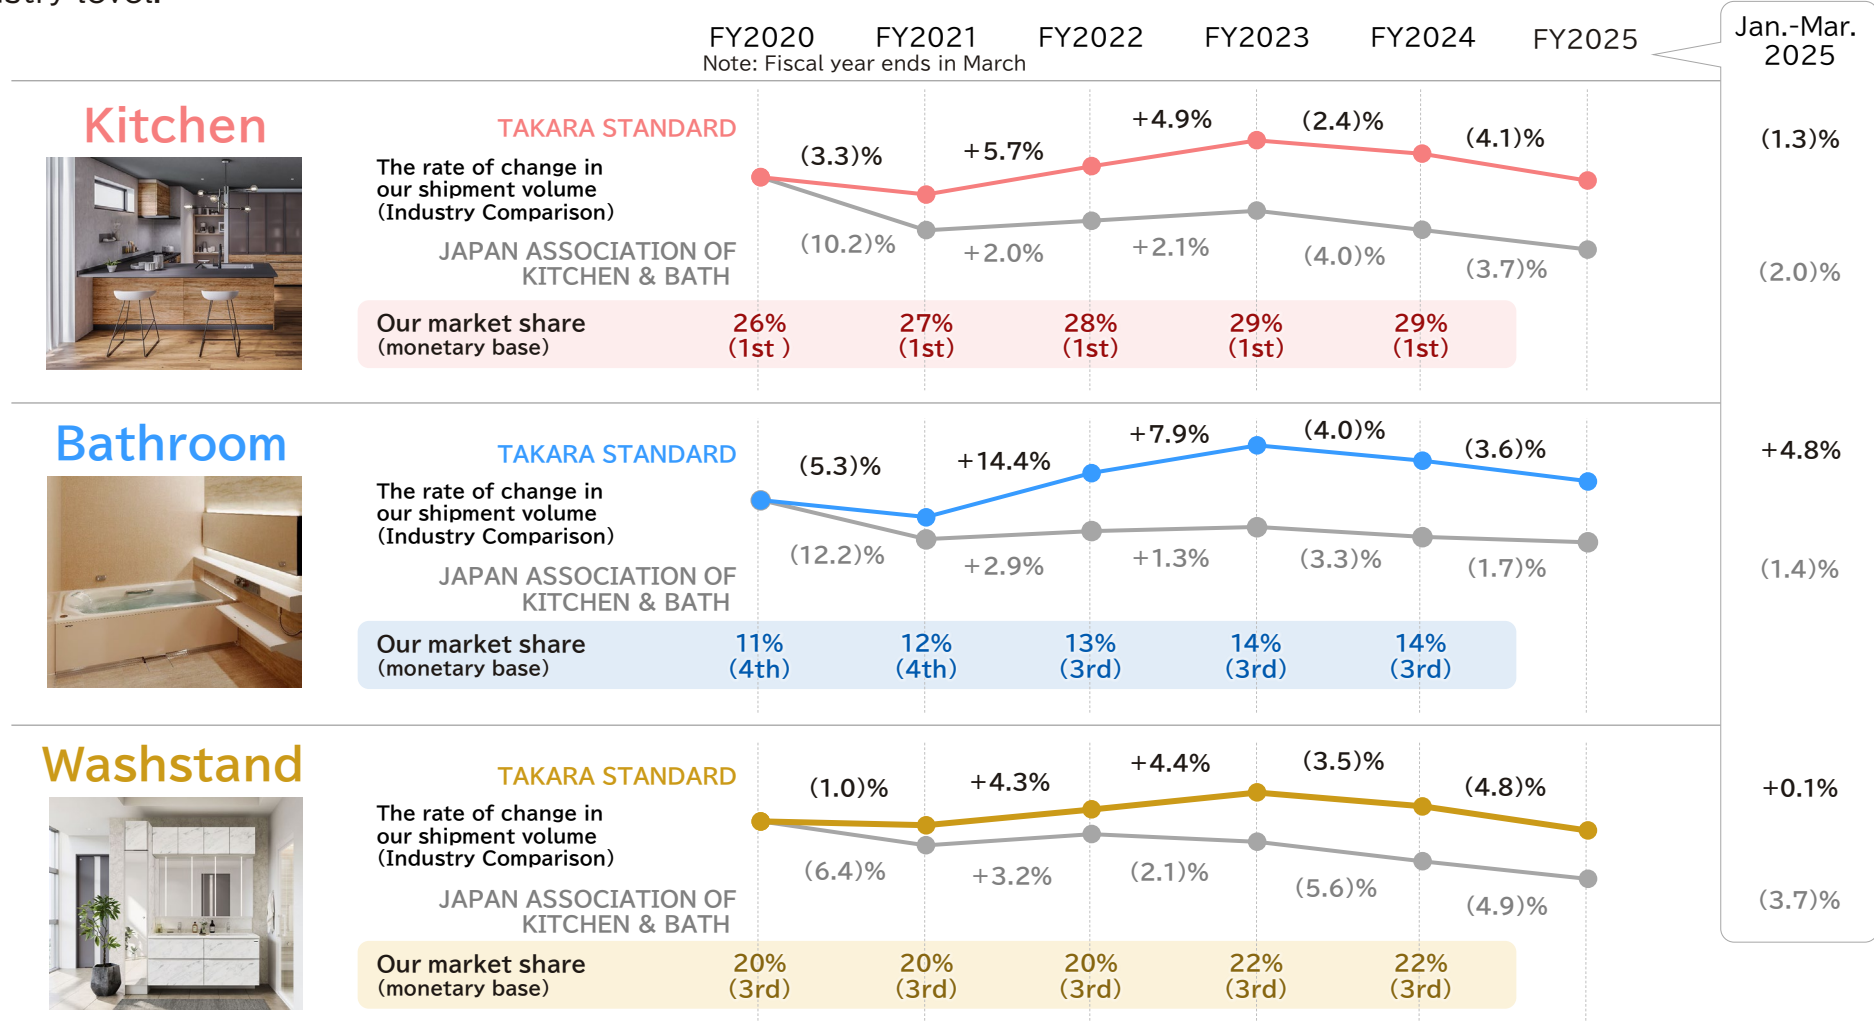 FY2020 FY2021 FY2022 FY2023 FY2024 FY2025
Note: Fiscal year ends in March
Jan.-Mar.
2025
Kitchen
TAKARA STANDARD
The rate of change in
our shipment volume
(Industry Comparison)
JAPAN ASSOCIATION OF
KITCHEN & BATH
(3.3)% +5.7% +4.9% (2.4)% (4.1)% (1.3)%
(10.2)% +2.0% +2.1% (4.0)% (3.7)% (2.0)%
Our market share
(monetary base)
26% 27% 28% 29% 29%
(1st ) (1st) (1st) (1st) (1st)
Bathroom
TAKARA STANDARD
The rate of change in
our shipment volume
(Industry Comparison)
JAPAN ASSOCIATION OF
KITCHEN & BATH
(5.3)% +14.4% +7.9% (4.0)% (3.6)% +4.8%
(12.2)% +2.9% +1.3% (3.3)% (1.7)% (1.4)%
Our market share
(monetary base)
11% 12% 13% 14% 14%
(4th) (4th) (3rd) (3rd) (3rd)
Washstand
TAKARA STANDARD
The rate of change in
our shipment volume
(Industry Comparison)
JAPAN ASSOCIATION OF
KITCHEN & BATH
(1.0)% +4.3% +4.4% (3.5)% (4.8)% +0.1%
(6.4)% +3.2% (2.1)% (5.6)% (4.9)% (3.7)%
Our market share
(monetary base)
20% 20% 20% 22% 22%
(3rd) (3rd) (3rd) (3rd) (3rd)